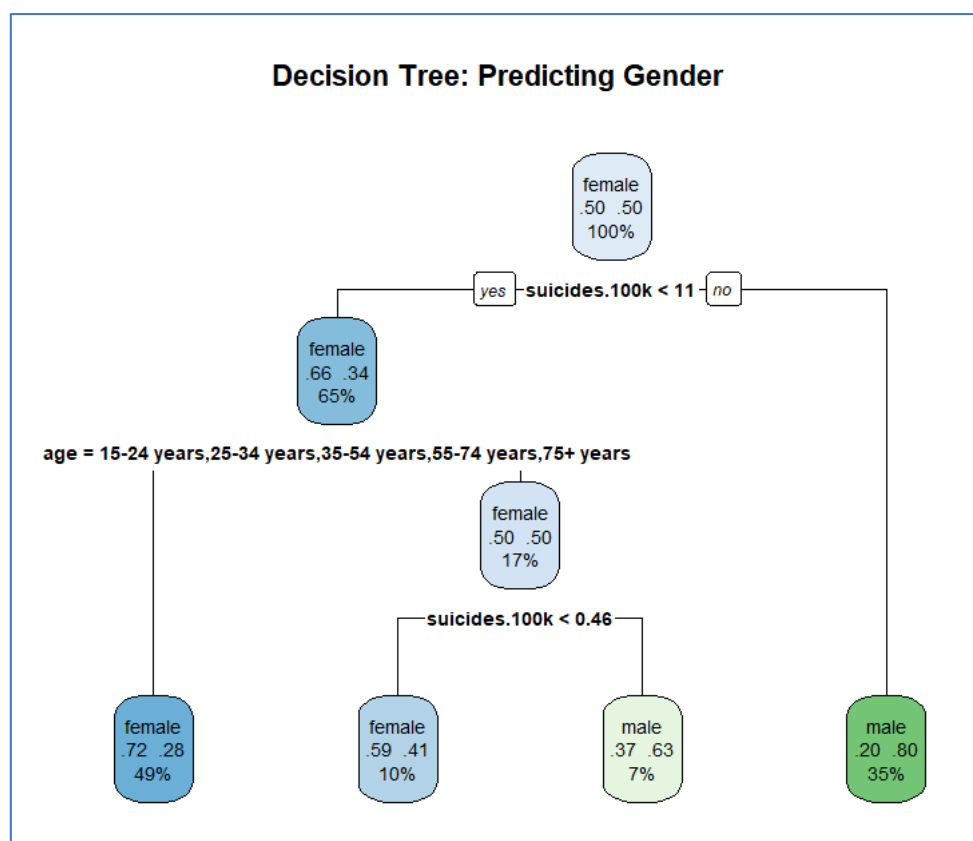 Decision Tree: Predicting Gender
female
.50 .50
100%
yes suicides.100k < 11 no
female
.66 .34
65%
age = 15-24 years,25-34 years,35-54 years,55-74 years,75+ years
female
.50 .50
17%
suicides.100k < 0.46
female
.72 .28
49%
female
.59 .41
10%
male
.37 .63
7%
male
.20 .80
35%